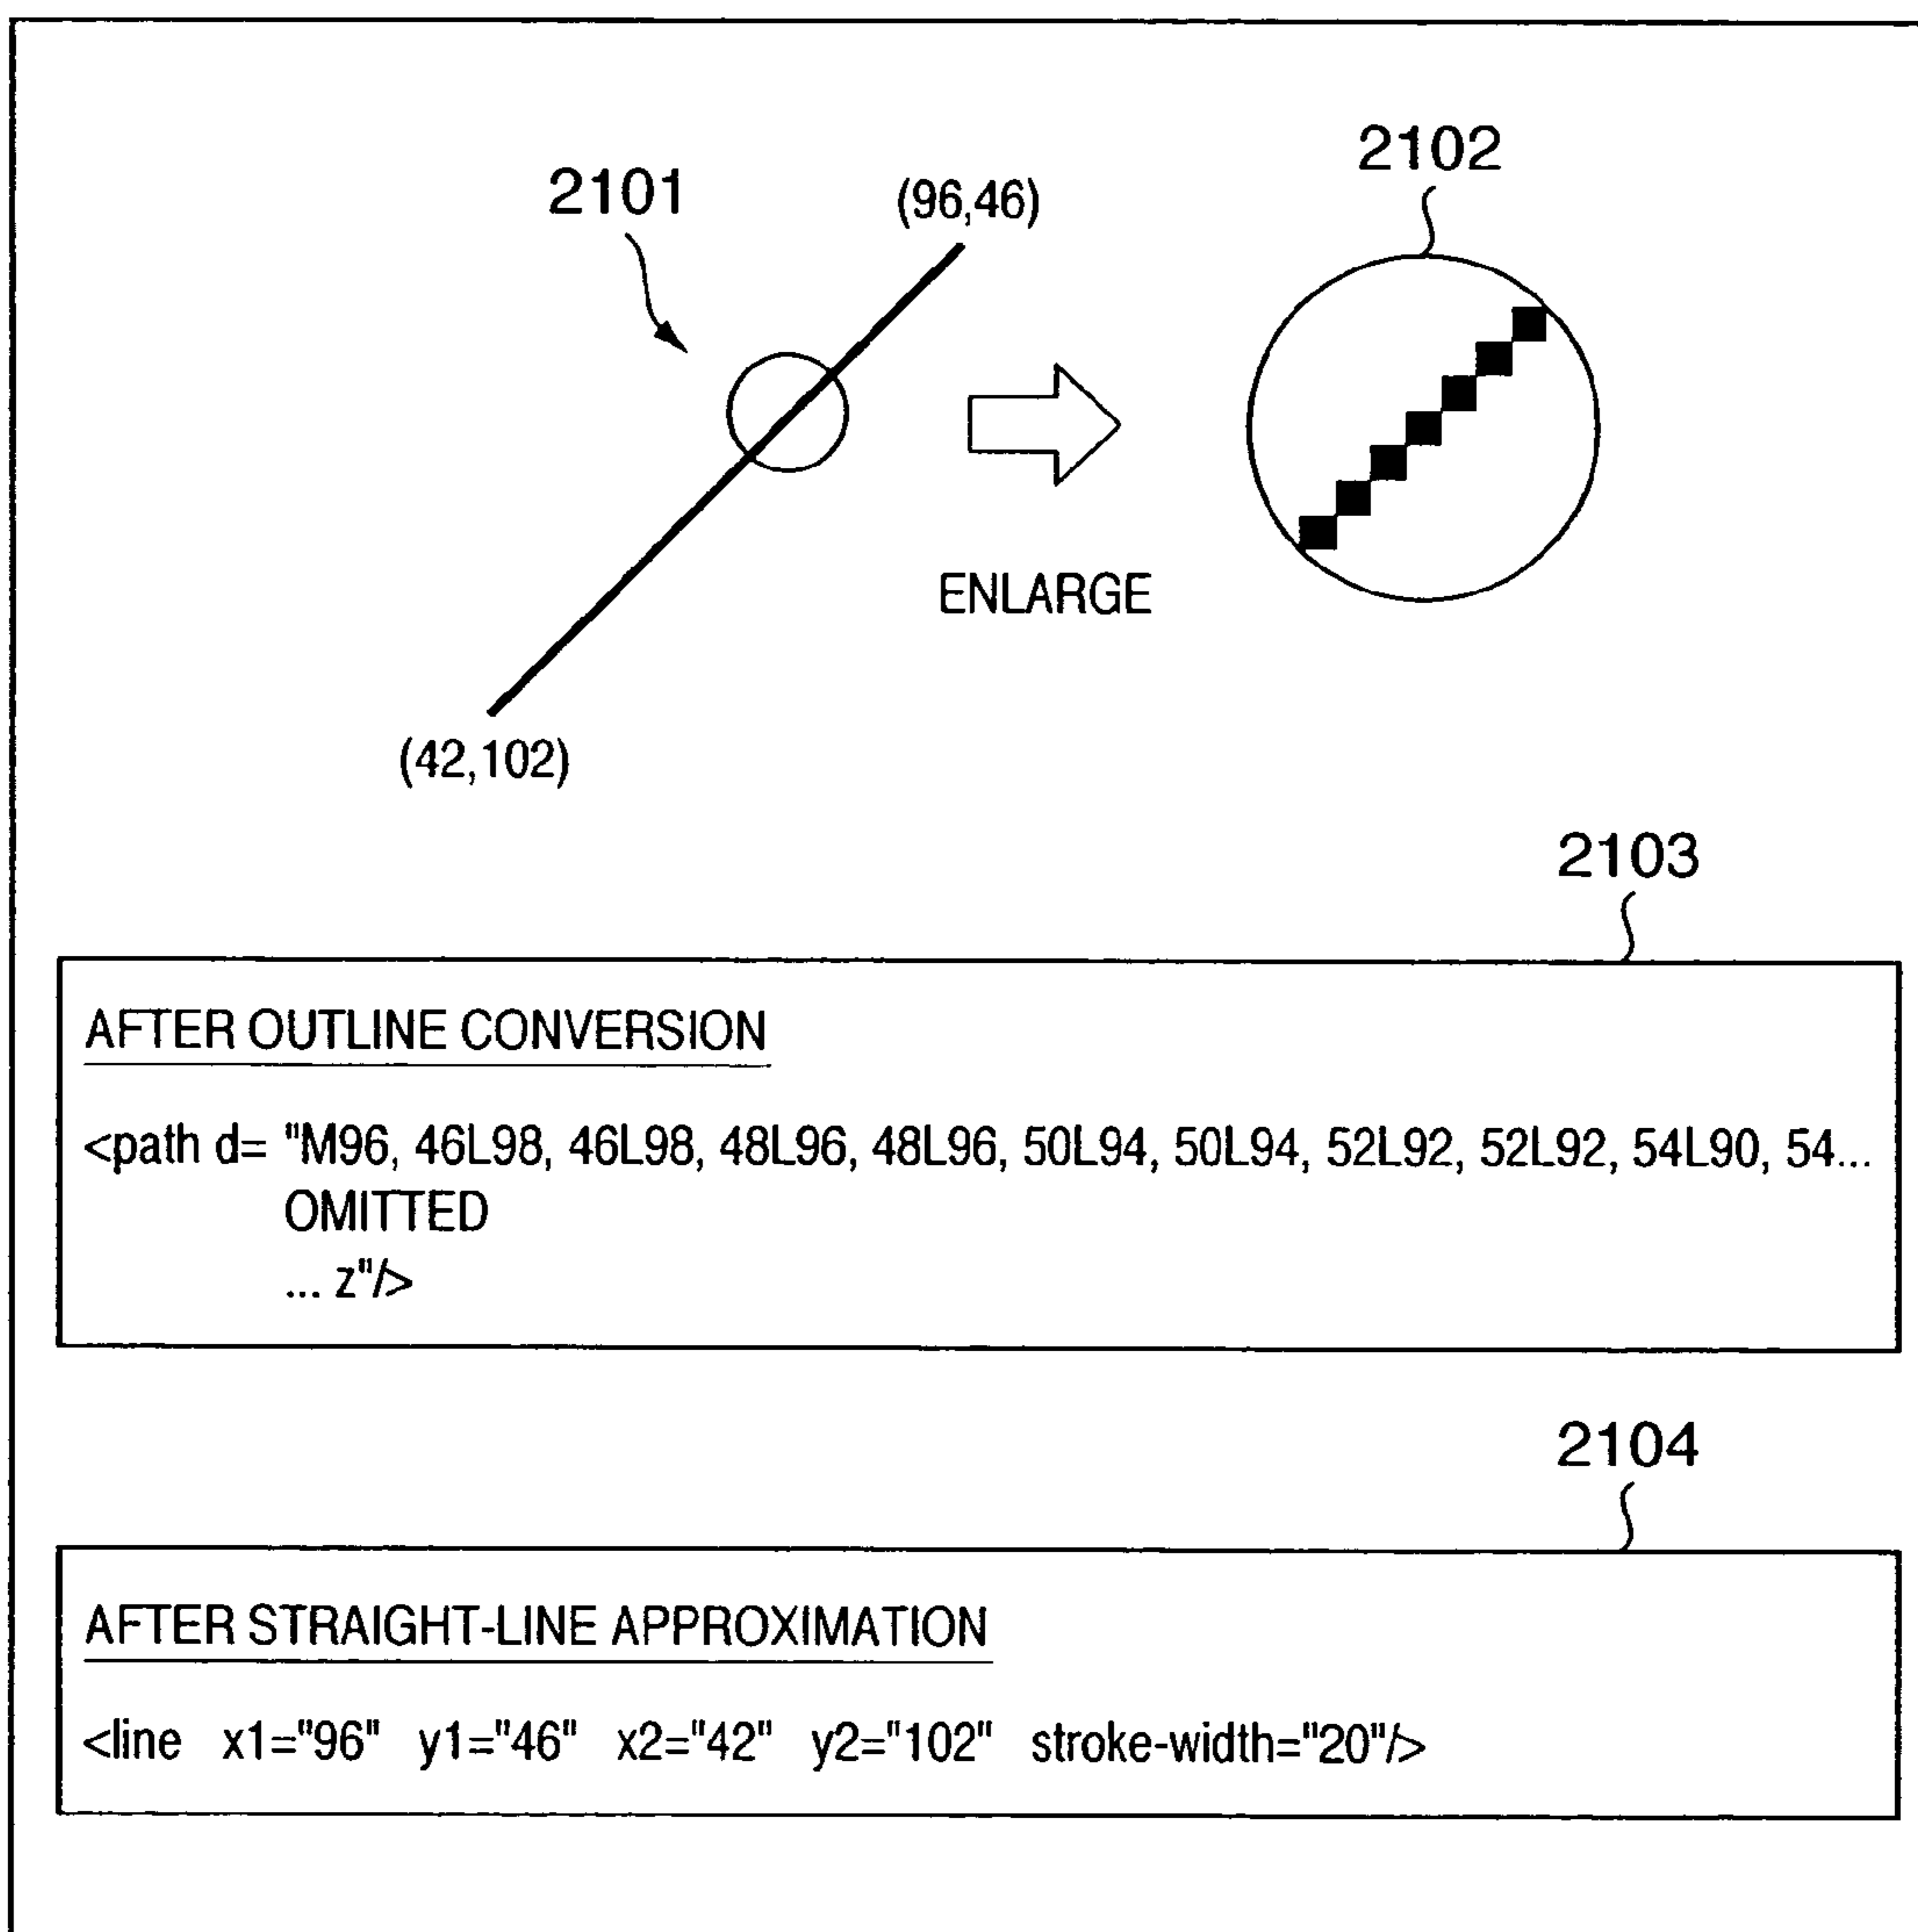 2102
2101
(96,46)
ENLARGE
(42,102)
2103
AFTER OUTLINE CONVERSION
<path d= "M96, 46L98, 46L98, 48L96, 48L96, 50L94, 50L94, 52L92, 52L92, 54L90, 54...
OMITTED
... z"/>
2104
AFTER STRAIGHT-LINE APPROXIMATION
<line x1="96" y1="46" x2="42" y2="102" stroke-width="20"/>